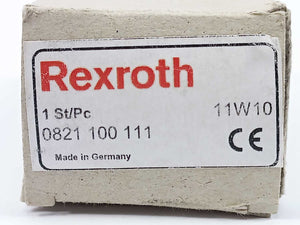 Rexroth
1 St/Pc 11W10
0821 100 111 CE
Made in Germany